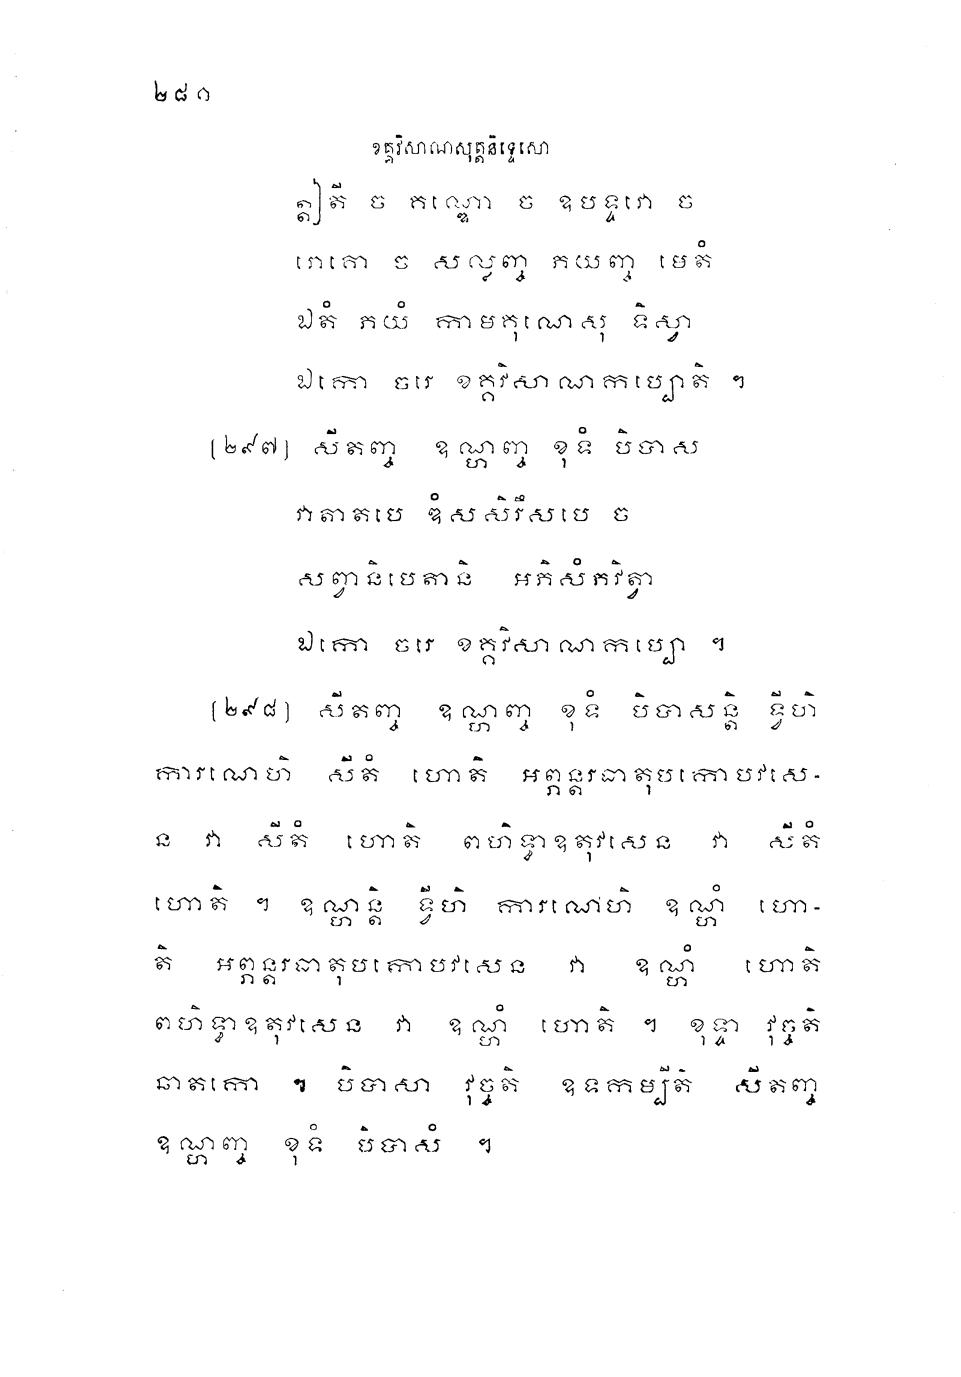 ២៨១
ខគ្គវិសាណសុត្តនិទ្ទេសោ
ឦតី ច គណ្ឌោ ច ឧបទ្ទវោ ច
រោគោ ច សល្លញ្ច ភយញ្ច មេតំ
ឯតំ ភយំ កាមគុណេសុ ទិស្វា
ឯកោ ចរេ ខគ្គវិសាណកប្បោតិ ។
[២៩៧] សីតញ្ច ឧណ្ហញ្ច ខុទំ បិបាសំ
វាតាតបេ ឌំសសិរឹសបេ ច
សព្វានិបេតានិ អភិសំភវិត្វា
ឯកោ ចរេ ខគ្គវិសាណកប្បោ ។
[២៩៨] សីតញ្ច ឧណ្ហញ្ច ខុទំ បិបាសន្តិ ទ្វីហិ
ការណេហិ សីតំ ហោតិ អព្ភន្តរធាតុបកោបវសេ-
ន វា សីតំ ហោតិ ពហិទ្ធាឧតុវសេន វា សីតំ
ហោតិ ។ ឧណ្ហន្តិ ទ្វីហិ ការណេហិ ឧណ្ហំ ហោ-
តិ អព្ភន្តរធាតុបកោបវសេន វា ឧណ្ហំ ហោតិ
ពហិទ្ធាឧតុវសេន វា ឧណ្ហំ ហោតិ ។ ខុទ្ទា វុច្ចតិ
ឆាតកោ ។ បិបាសា វុច្ចតិ ឧទកម្បីតិ សីតញ្ច
ឧណ្ហញ្ច ខុទំ បិបាសំ ។